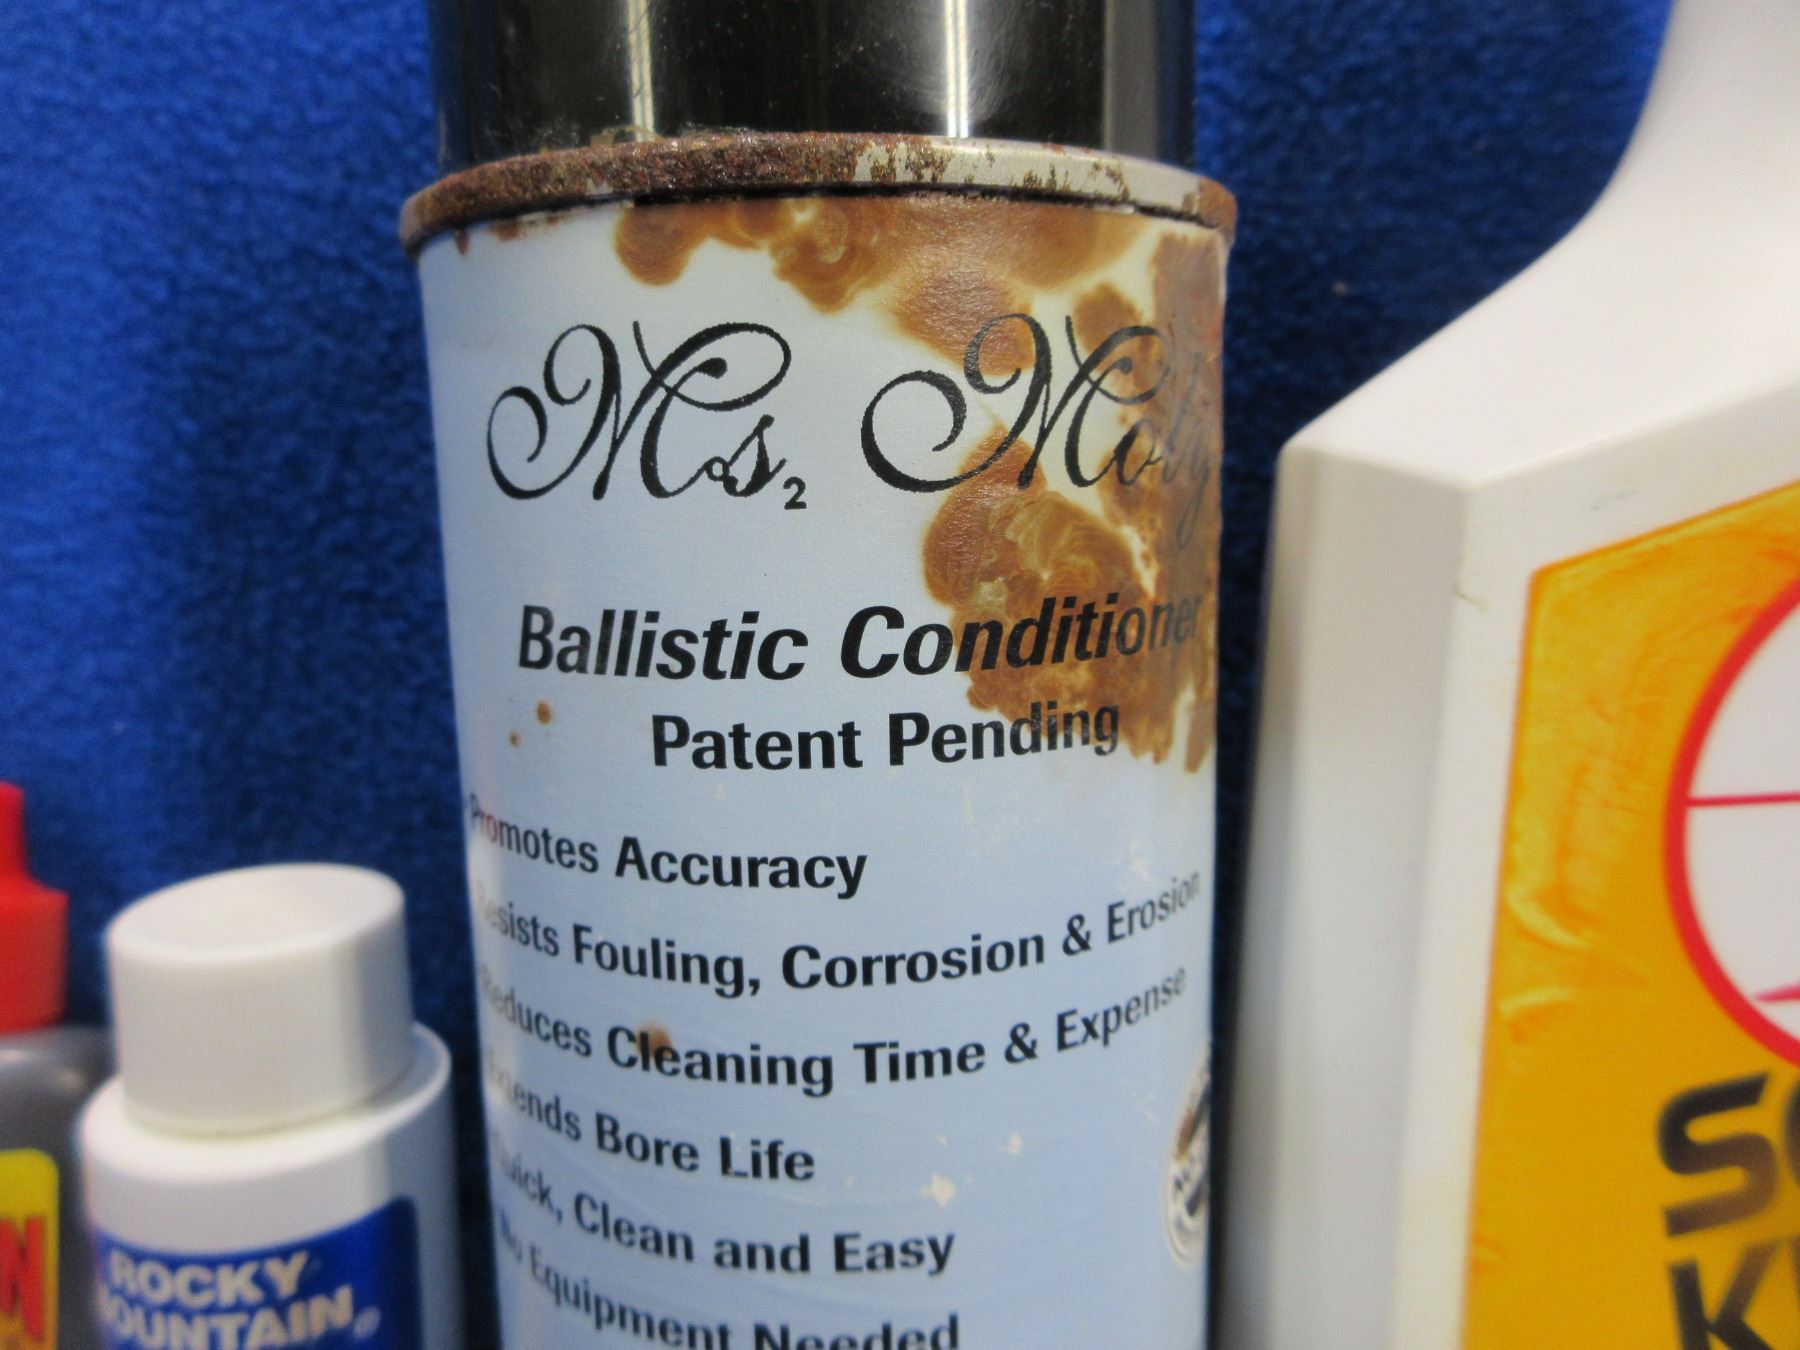 Mos2 Moly
Ballistic Conditioner
Patent Pending
Promotes Accuracy
Resists Fouling, Corrosion & Erosion
Reduces Cleaning Time & Expense
Extends Bore Life
Quick, Clean and Easy
No Equipment Needed
ROCKY
MOUNTAIN